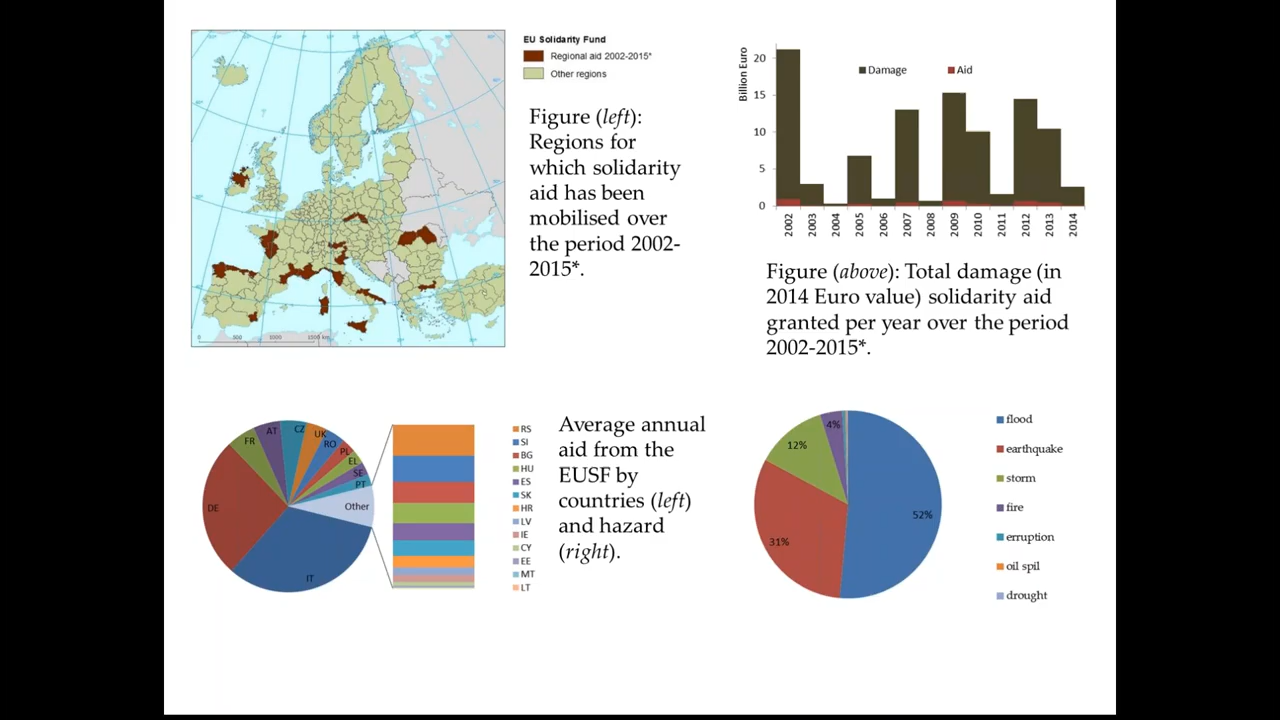 EU Solidarity Fund
Regional aid 2002-2015*
Other regions
0 500 1000 1500 km
Figure (left):
Regions for
which solidarity
aid has been
mobilised over
the period 2002-
2015*.
Billion Euro
20
15
10
5
0
Damage
Aid
2002
2003
2004
2005
2006
2007
2008
2009
2010
2011
2012
2013
2014
Figure (above): Total damage (in
2014 Euro value) solidarity aid
granted per year over the period
2002-2015*.
FR
AT
CZ
UK
RO
PL
EL
SE
PT
Other
DE
IT
RS
SI
BG
HU
ES
SK
HR
LV
IE
CY
EE
MT
LT
Average annual
aid from the
EUSF by
countries (left)
and hazard
(right).
4%
12%
31%
52%
flood
earthquake
storm
fire
erruption
oil spil
drought